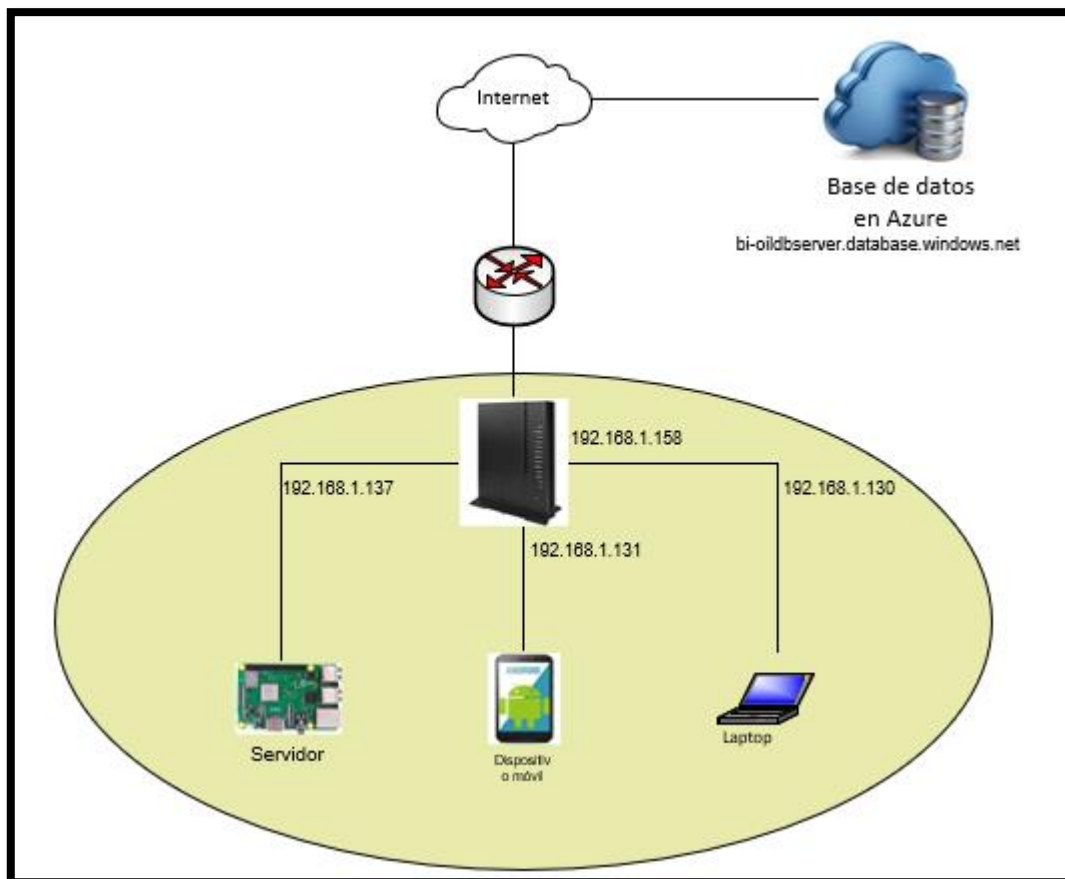 Internet
Base de datos
en Azure
bi-oildbserver.database.windows.net
192.168.1.158
192.168.1.137
192.168.1.130
192.168.1.131
Servidor
Dispositiv
o móvil
Laptop